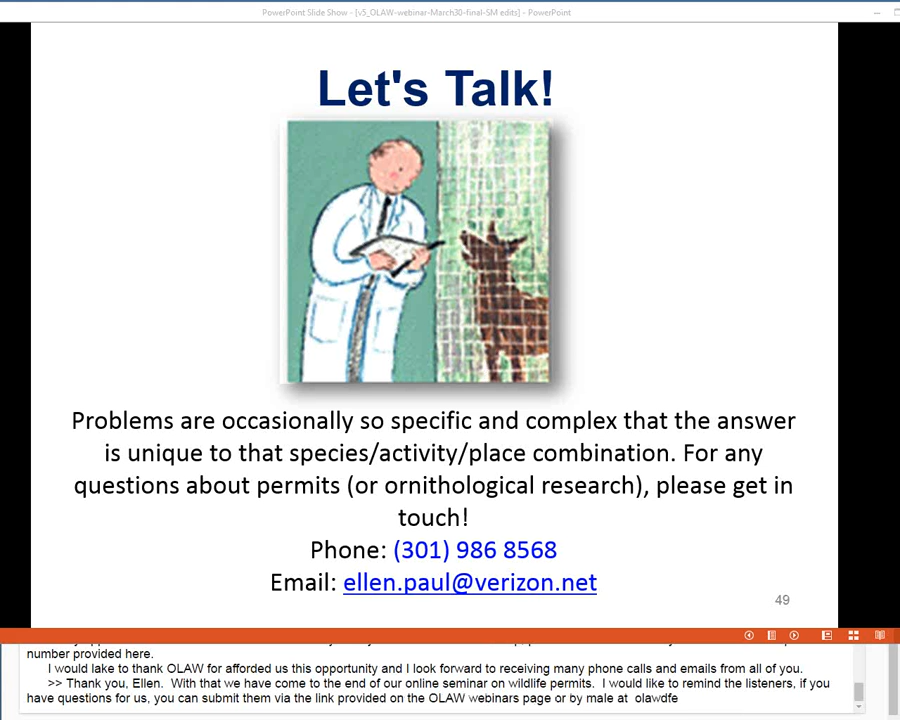 PowerPoint Slide Show - [v5_OLAW-webinar-March30-final-SM edits] - PowerPoint
Let's Talk!
Problems are occasionally so specific and complex that the answer
is unique to that species/activity/place combination. For any
questions about permits (or ornithological research), please get in
touch!
Phone: (301) 986 8568
Email: ellen.paul@verizon.net
49
number provided here.
I would lake to thank OLAW for afforded us this opportunity and I look forward to receiving many phone calls and emails from all of you.
>> Thank you, Ellen. With that we have come to the end of our online seminar on wildlife permits. I would like to remind the listeners, if you
have questions for us, you can submit them via the link provided on the OLAW webinars page or by male at olawdfe